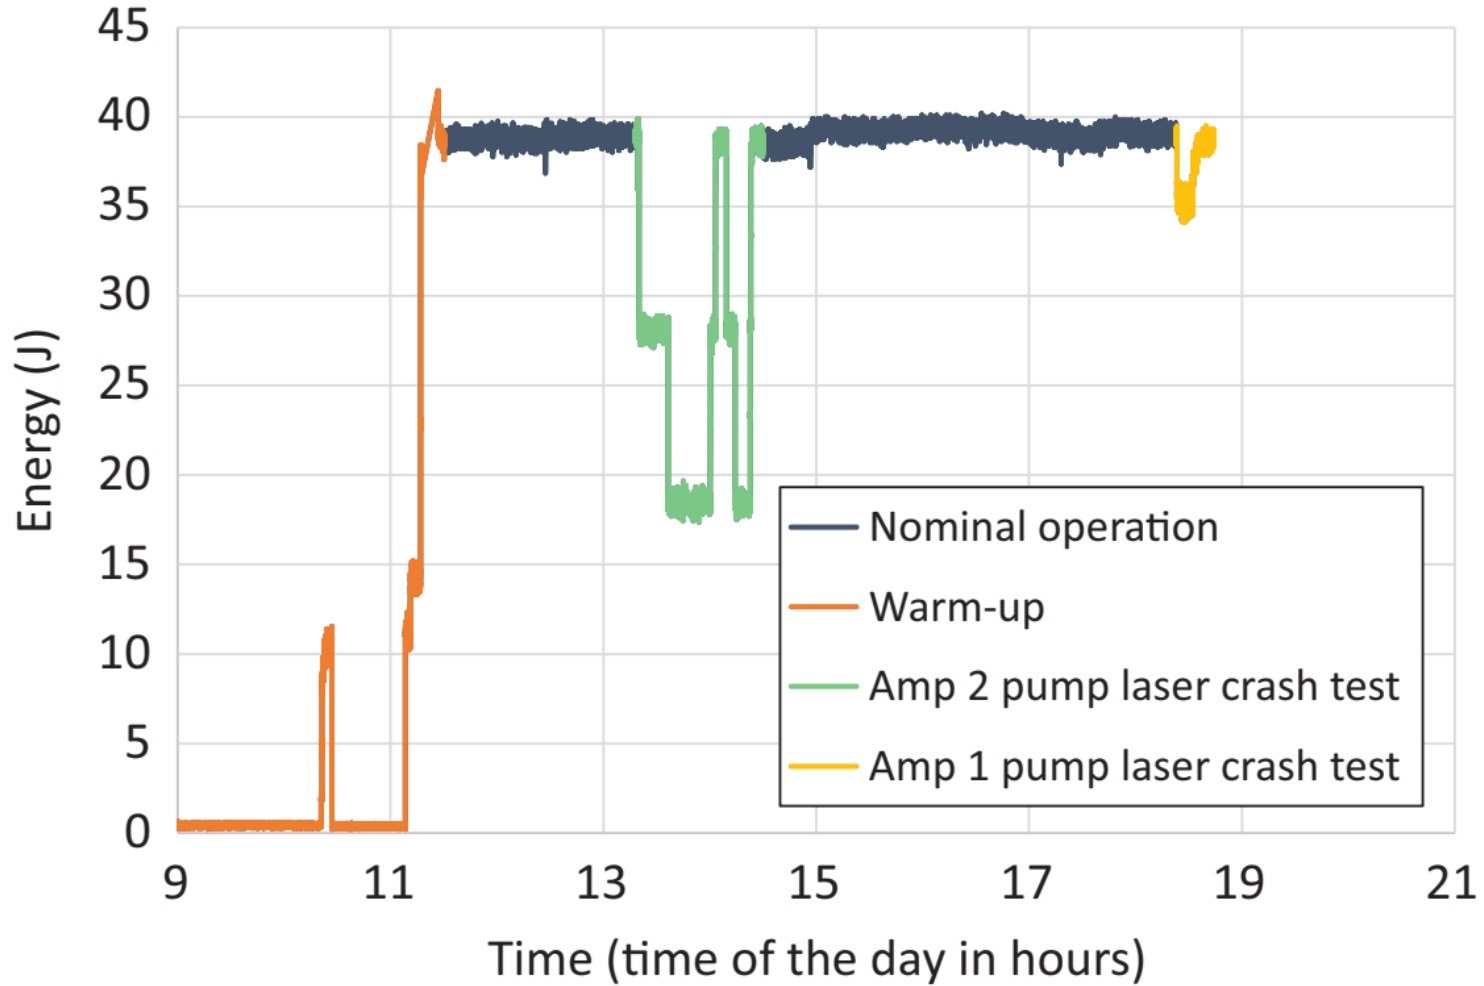 45
40
35
30
25
20
15
10
5
0
Energy (J)
9 11 13 15 17 19 21
Time (time of the day in hours)
Nominal operation
Warm-up
Amp 2 pump laser crash test
Amp 1 pump laser crash test